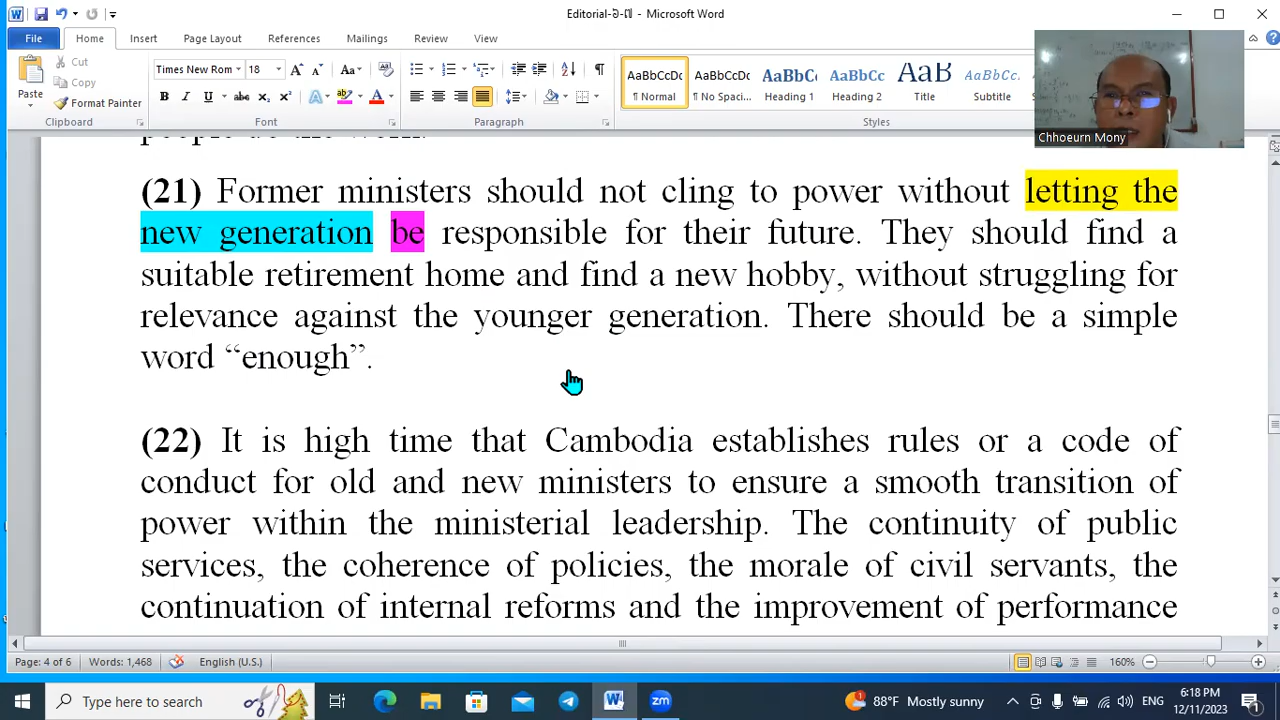 Editorial-ទ-៧ - Microsoft Word
File Home Insert Page Layout References Mailings Review View
Paste Cut Copy Format Painter
Times New Rom 18
AaBbCcDc ¶ Normal
AaBbCcDc ¶ No Spaci...
AaBbC Heading 1
AaBbCc Heading 2
AaB Title
AaBbCc Subtitle
Clipboard Font Paragraph Styles
Chhoeurn Mony
(21) Former ministers should not cling to power without letting the
new generation be responsible for their future. They should find a
suitable retirement home and find a new hobby, without struggling for
relevance against the younger generation. There should be a simple
word “enough”.
(22) It is high time that Cambodia establishes rules or a code of
conduct for old and new ministers to ensure a smooth transition of
power within the ministerial leadership. The continuity of public
services, the coherence of policies, the morale of civil servants, the
continuation of internal reforms and the improvement of performance
Page: 4 of 6 Words: 1,468 English (U.S.) 160%
Type here to search 88°F Mostly sunny ENG 6:18 PM
12/11/2023